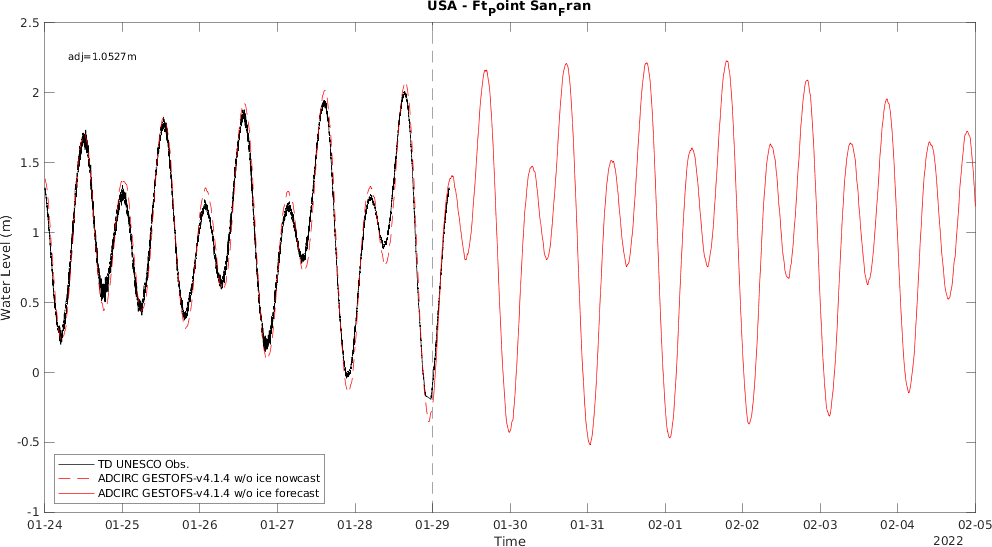 USA - FtPoint SanFran
adj=1.0527m
2.5
2
1.5
1
0.5
0
-0.5
-1
Water Level (m)
TD UNESCO Obs.
ADCIRC GESTOFS-v4.1.4 w/o ice nowcast
ADCIRC GESTOFS-v4.1.4 w/o ice forecast
01-24 01-25 01-26 01-27 01-28 01-29 01-30 01-31 02-01 02-02 02-03 02-04 02-05
Time
2022